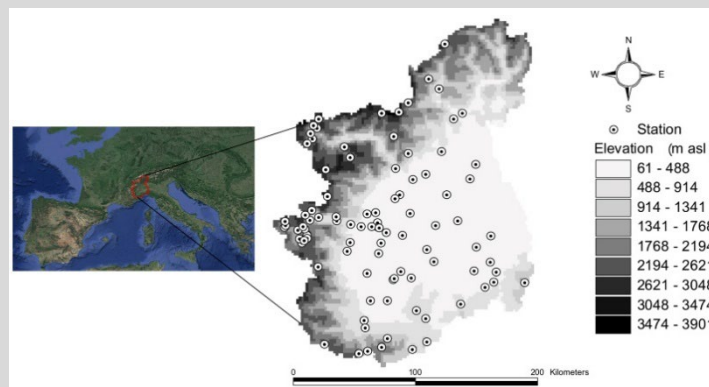 N
W E
S
Station
Elevation (m asl
61 - 488
488 - 914
914 - 1341
1341 - 1768
1768 - 2194
2194 - 2621
2621 - 3048
3048 - 3474
3474 - 3901
0 100 200 Kilometers